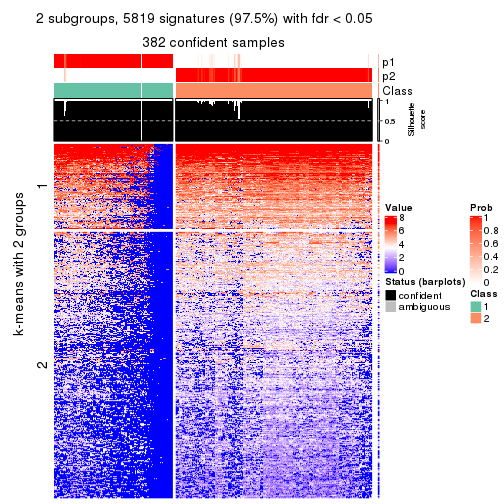 2 subgroups, 5819 signatures (97.5%) with fdr < 0.05
382 confident samples
p1
p2
Class
1
0.5
0
Silhouette
score
k-means with 2 groups
1
2
Value
8
6
4
2
0
Prob
1
0.8
0.6
0.4
0.2
0
Status (barplots)
confident
ambiguous
Class
1
2